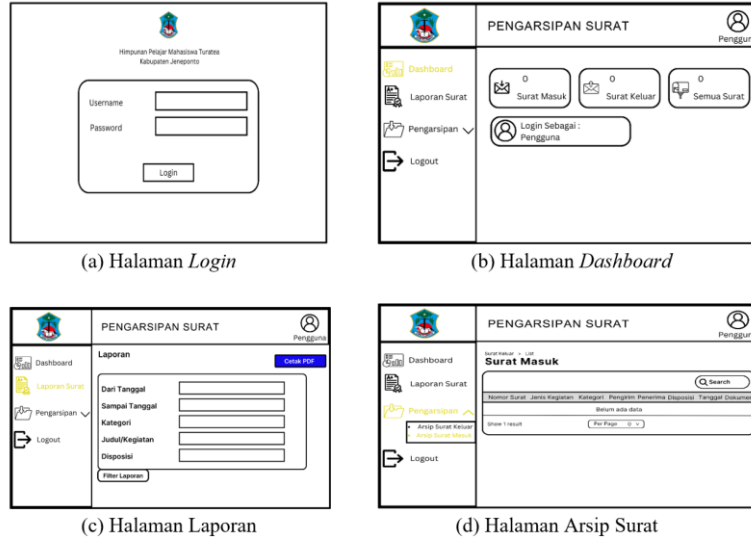 Himpunan Pelajar Mahasiswa Turatea
Kabupaten Jeneponto
Username
Password
Login
(a) Halaman Login
PENGARSIPAN SURAT
Pengguna
Dashboard
Laporan Surat
Pengarsipan
Logout
0
Surat Masuk
0
Surat Keluar
0
Semua Surat
Login Sebagai :
Pengguna
(b) Halaman Dashboard
PENGARSIPAN SURAT
Pengguna
Dashboard
Laporan Surat
Pengarsipan
Logout
Laporan
Cetak PDF
Dari Tanggal
Sampai Tanggal
Kategori
Judul/Kegiatan
Disposisi
Filter Laporan
(c) Halaman Laporan
PENGARSIPAN SURAT
Pengguna
Dashboard
Laporan Surat
Pengarsipan
Arsip Surat Keluar
Arsip Surat Masuk
Logout
Surat Keluar > List
Surat Masuk
Search
Nomor Surat Jenis Kegiatan Kategori Pengirim Penerima Disposisi Tanggal Dokumen
Belum ada data
Show 1 result
Per Page
(d) Halaman Arsip Surat